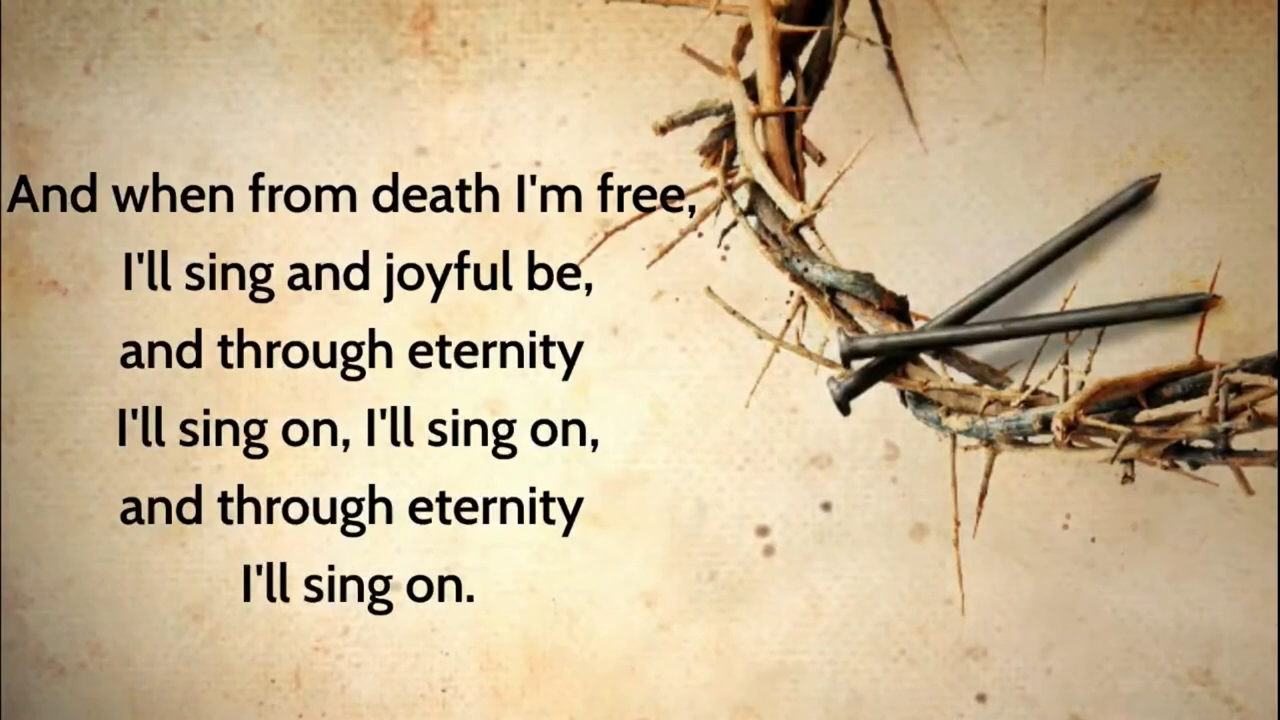 And when from death I'm free,
I'll sing and joyful be,
and through eternity
I'll sing on, I'll sing on,
and through eternity
I'll sing on.